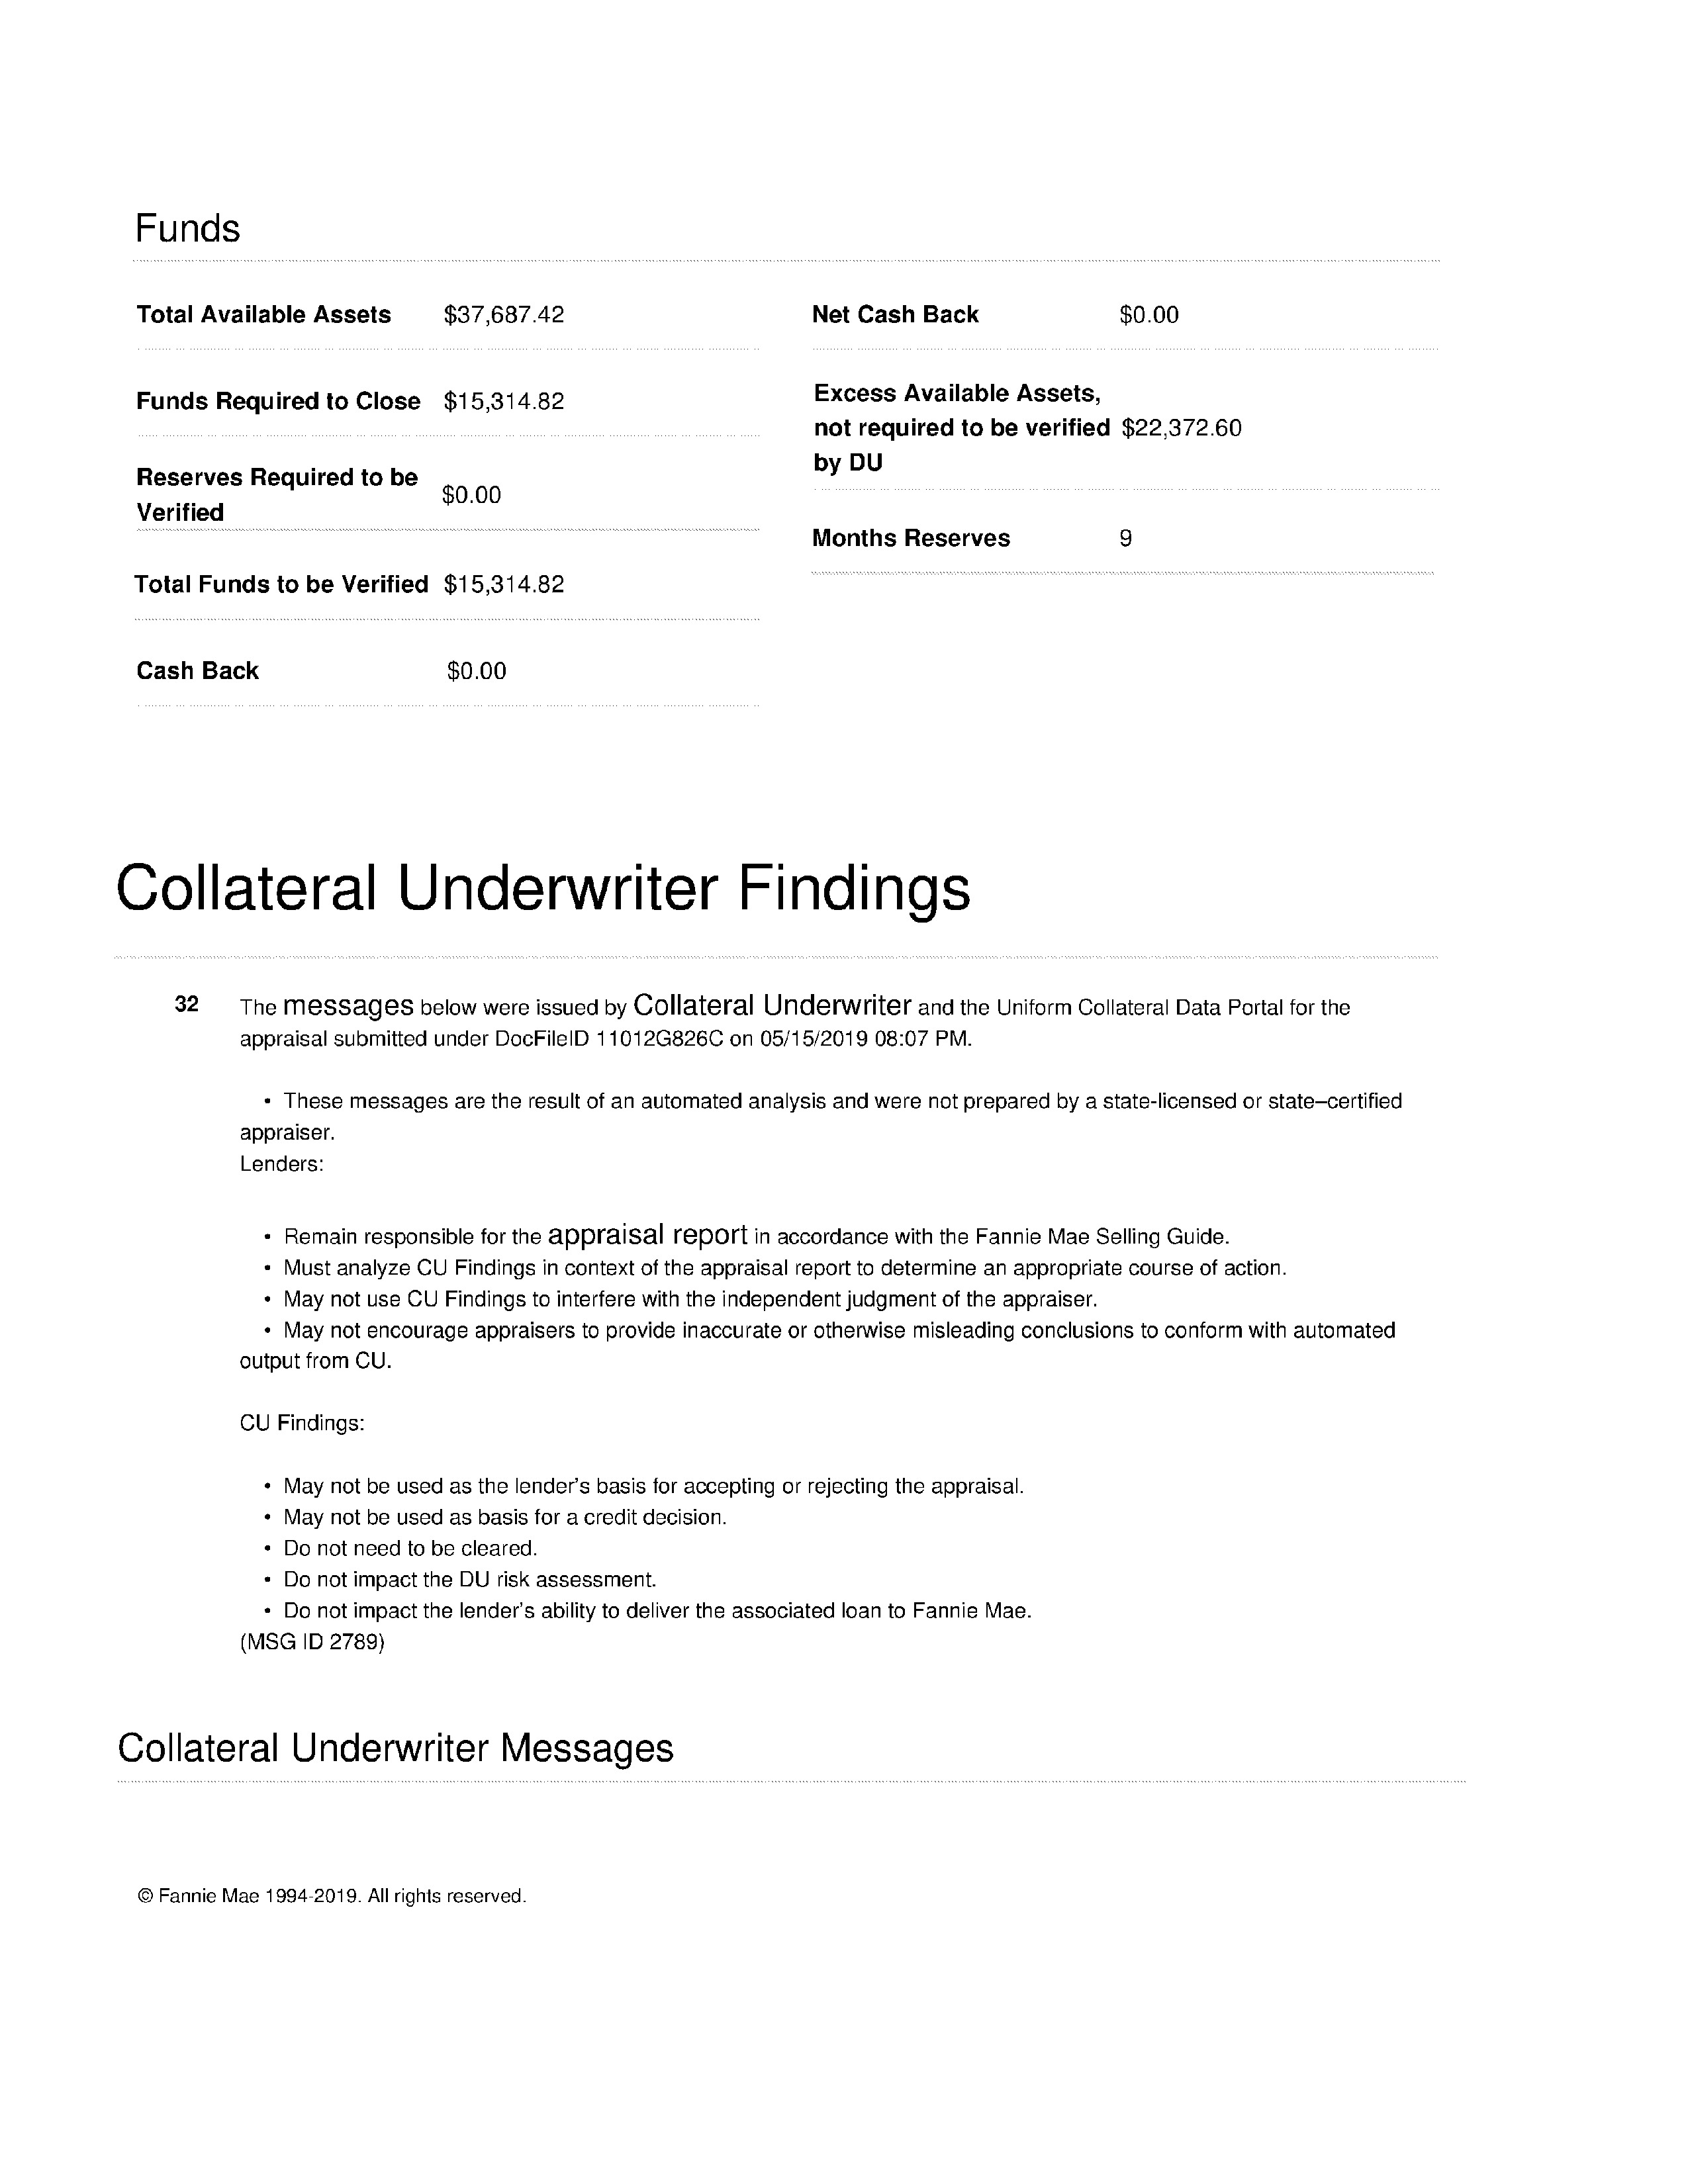 Funds
Total Available Assets $37,687.42
Funds Required to Close $15,314.82
Reserves Required to be
Verified
$0.00
Total Funds to be Verified $15,314.82
Cash Back $0.00
Net Cash Back $0.00
Excess Available Assets,
not required to be verified $22,372.60
by DU
Months Reserves 9
Collateral Underwriter Findings
32 The messages below were issued by Collateral Underwriter and the Uniform Collateral Data Portal for the
appraisal submitted under DocFileID 11012G826C on 05/15/2019 08:07 PM.
• These messages are the result of an automated analysis and were not prepared by a state-licensed or state–certified
appraiser.
Lenders:
• Remain responsible for the appraisal report in accordance with the Fannie Mae Selling Guide.
• Must analyze CU Findings in context of the appraisal report to determine an appropriate course of action.
• May not use CU Findings to interfere with the independent judgment of the appraiser.
• May not encourage appraisers to provide inaccurate or otherwise misleading conclusions to conform with automated
output from CU.
CU Findings:
• May not be used as the lender's basis for accepting or rejecting the appraisal.
• May not be used as basis for a credit decision.
• Do not need to be cleared.
• Do not impact the DU risk assessment.
• Do not impact the lender's ability to deliver the associated loan to Fannie Mae.
(MSG ID 2789)
Collateral Underwriter Messages
© Fannie Mae 1994-2019. All rights reserved.